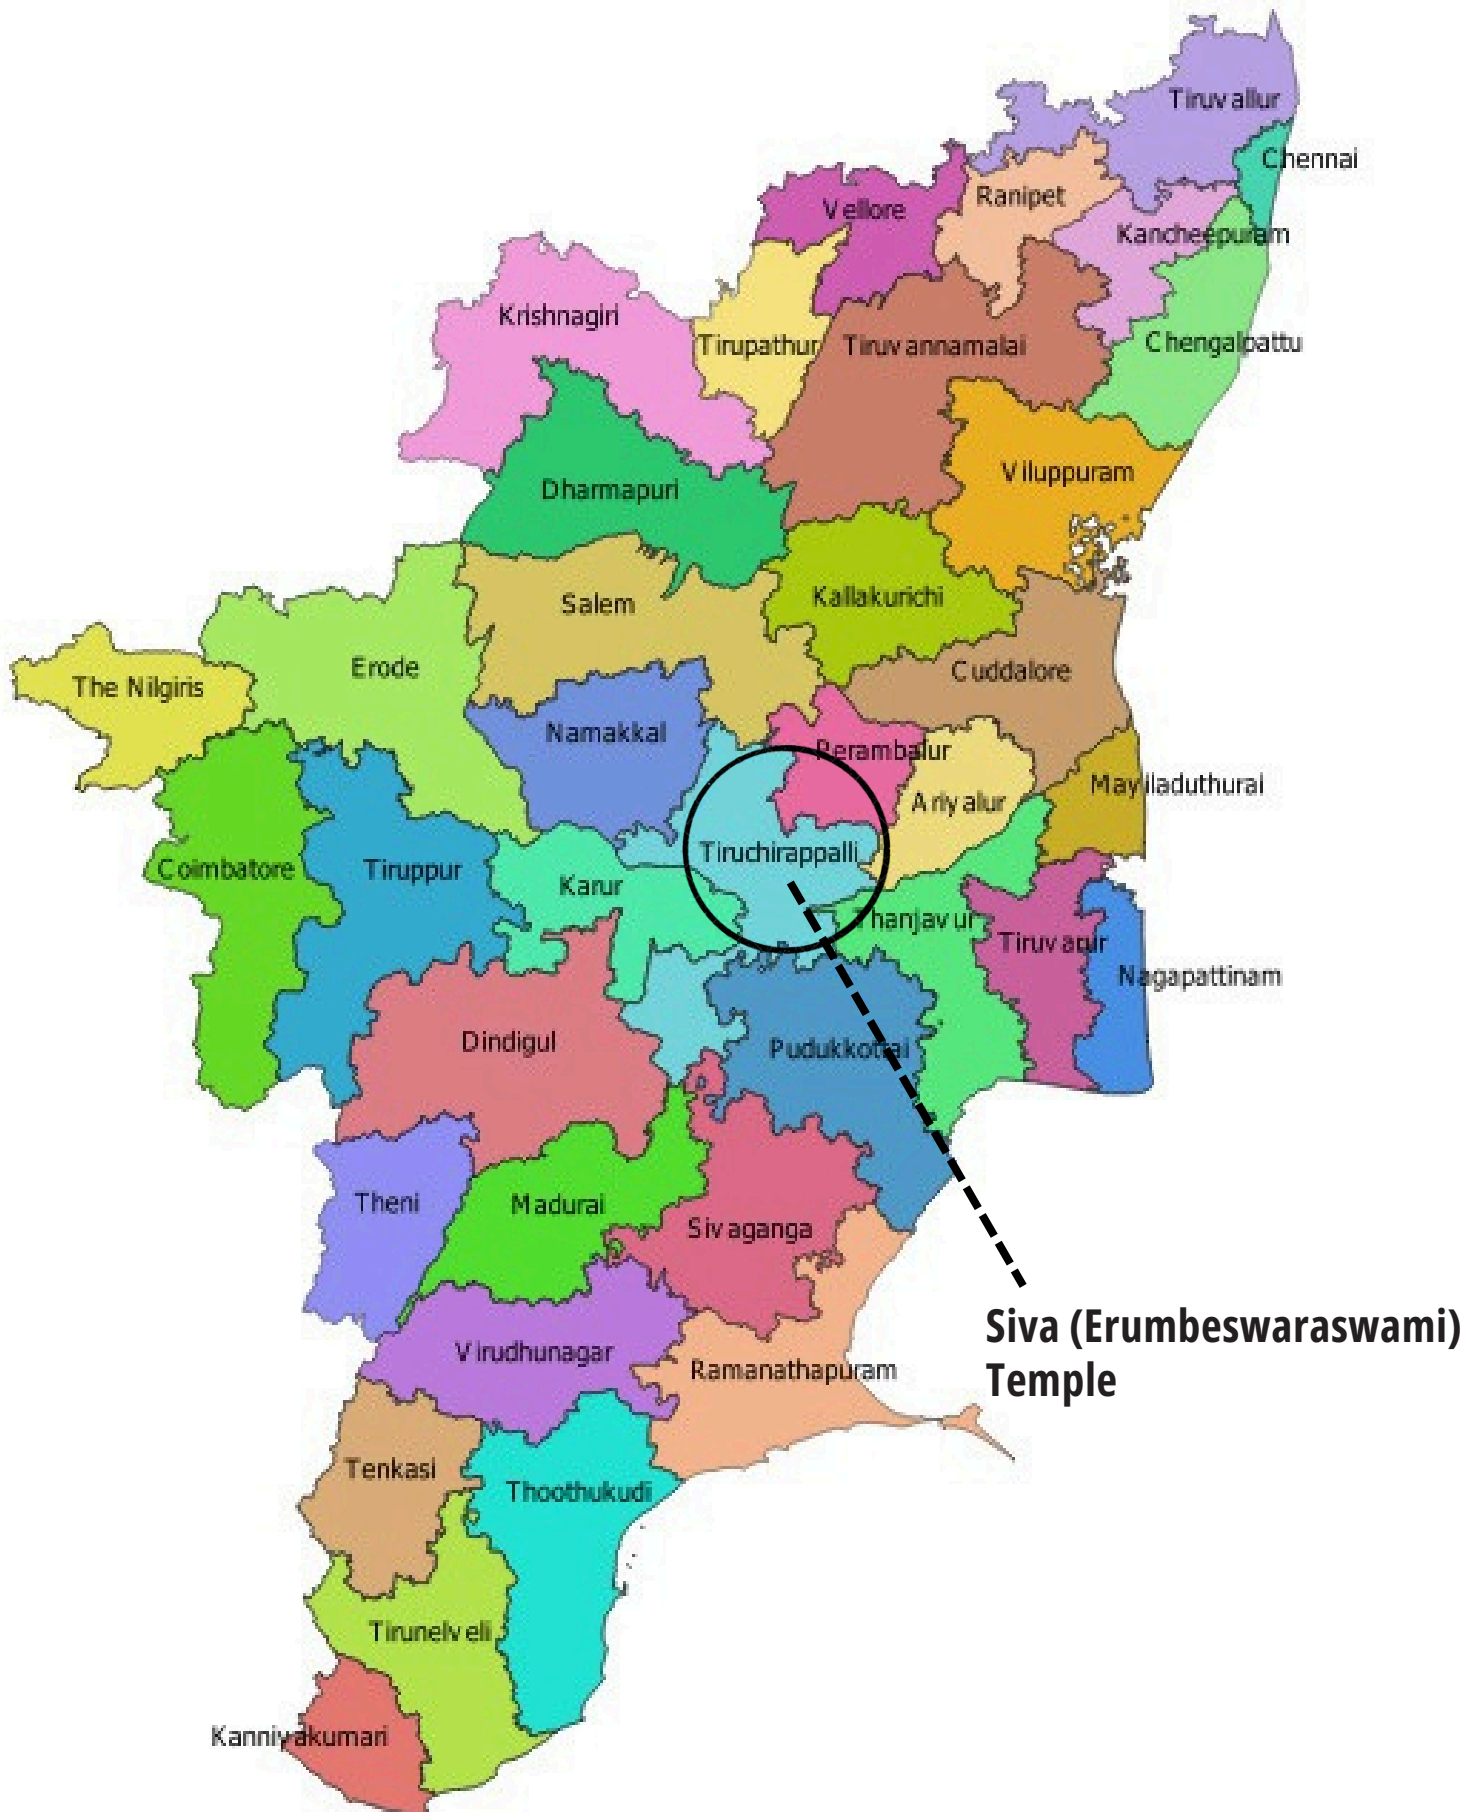 Tiruvallur
Chennai
Ranipet
Vellore
Kancheepuram
Krishnagiri
Tirupathur
Tiruvannamalai
Chengalpattu
Viluppuram
Dharmapuri
Kallakurichi
Salem
Erode
Cuddalore
The Nilgiris
Namakkal
Perambalur
Mayiladuthurai
Ariyalur
Tiruchirappalli
Coimbatore
Tiruppur
Karur
Thanjavur
Tiruvarur
Nagapattinam
Dindigul
Pudukkottai
Theni
Madurai
Sivaganga
Siva (Erumbeswaraswami)
Temple
Virudhunagar
Ramanathapuram
Tenkasi
Thoothukudi
Tirunelveli
Kanniyakumari